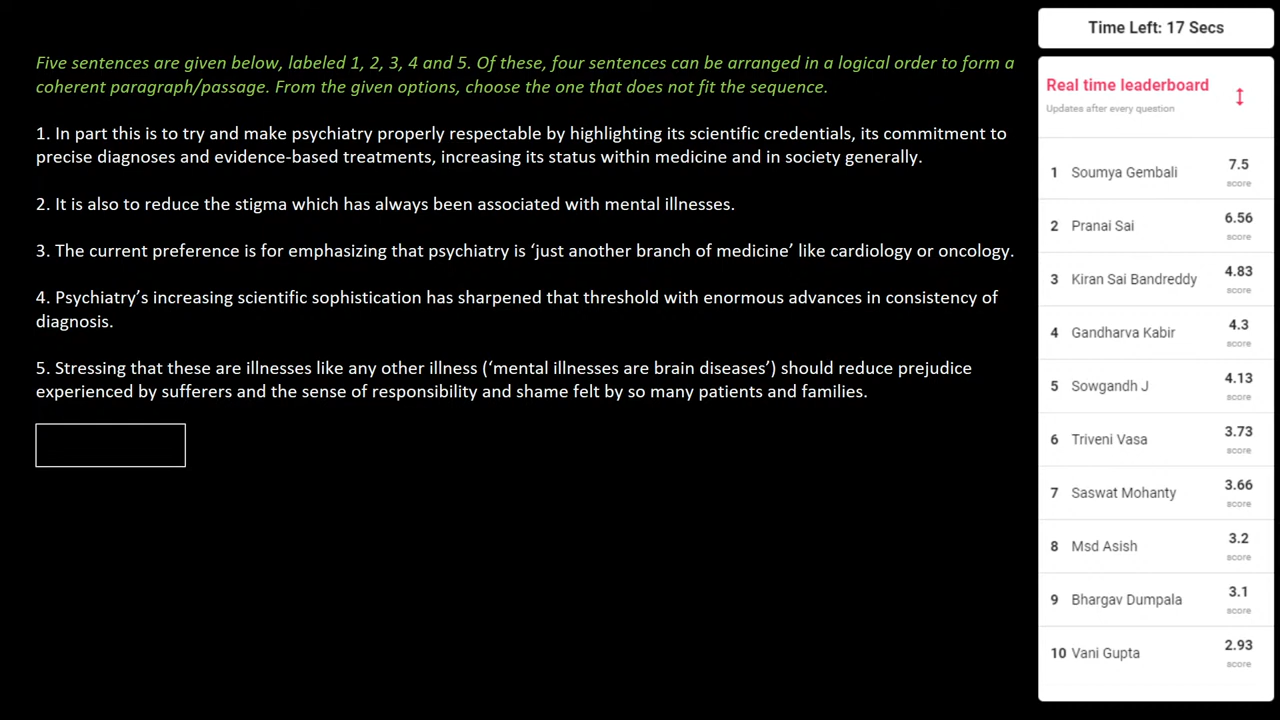 Five sentences are given below, labeled 1, 2, 3, 4 and 5. Of these, four sentences can be arranged in a logical order to form a
coherent paragraph/passage. From the given options, choose the one that does not fit the sequence.
1. In part this is to try and make psychiatry properly respectable by highlighting its scientific credentials, its commitment to
precise diagnoses and evidence-based treatments, increasing its status within medicine and in society generally.
2. It is also to reduce the stigma which has always been associated with mental illnesses.
3. The current preference is for emphasizing that psychiatry is ‘just another branch of medicine’ like cardiology or oncology.
4. Psychiatry’s increasing scientific sophistication has sharpened that threshold with enormous advances in consistency of
diagnosis.
5. Stressing that these are illnesses like any other illness (‘mental illnesses are brain diseases’) should reduce prejudice
experienced by sufferers and the sense of responsibility and shame felt by so many patients and families.
Time Left: 17 Secs
Real time leaderboard
Updates after every question
1 Soumya Gembali 7.5
score
2 Pranai Sai 6.56
score
3 Kiran Sai Bandreddy 4.83
score
4 Gandharva Kabir 4.3
score
5 Sowgandh J 4.13
score
6 Triveni Vasa 3.73
score
7 Saswat Mohanty 3.66
score
8 Msd Asish 3.2
score
9 Bhargav Dumpala 3.1
score
10 Vani Gupta 2.93
score